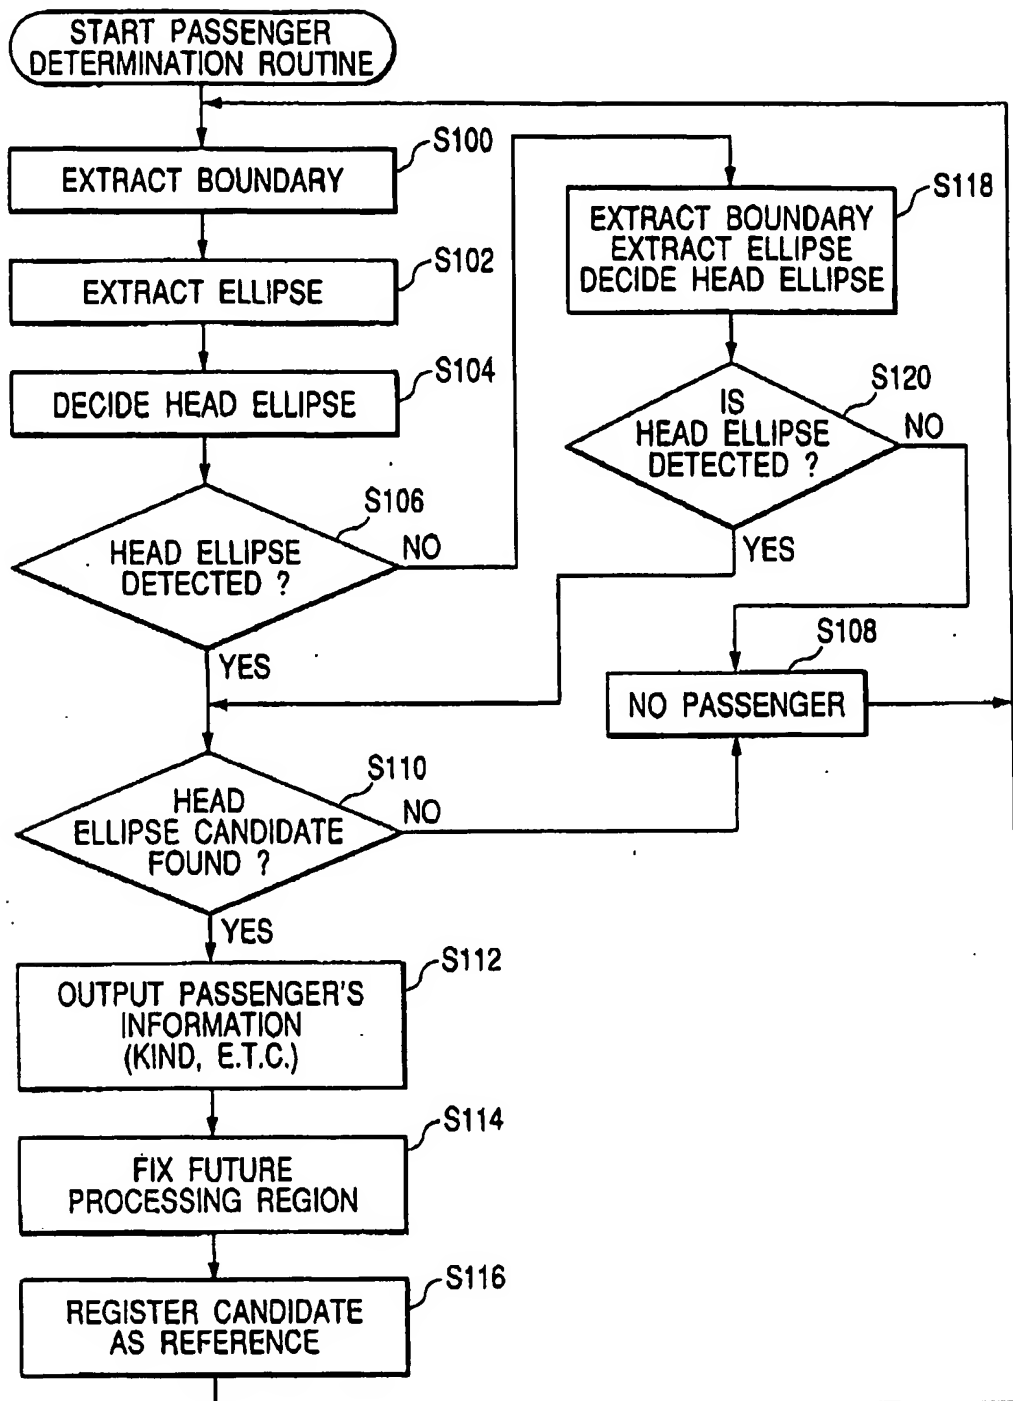 START PASSENGER
DETERMINATION ROUTINE
S100
EXTRACT BOUNDARY
S102
EXTRACT ELLIPSE
S104
DECIDE HEAD ELLIPSE
S106
HEAD ELLIPSE
DETECTED ?
NO
YES
S118
EXTRACT BOUNDARY
EXTRACT ELLIPSE
DECIDE HEAD ELLIPSE
S120
IS
HEAD ELLIPSE
DETECTED ?
NO
YES
S108
NO PASSENGER
S110
HEAD
ELLIPSE CANDIDATE
FOUND ?
NO
YES
S112
OUTPUT PASSENGER'S
INFORMATION
(KIND, E.T.C.)
S114
FIX FUTURE
PROCESSING REGION
S116
REGISTER CANDIDATE
AS REFERENCE